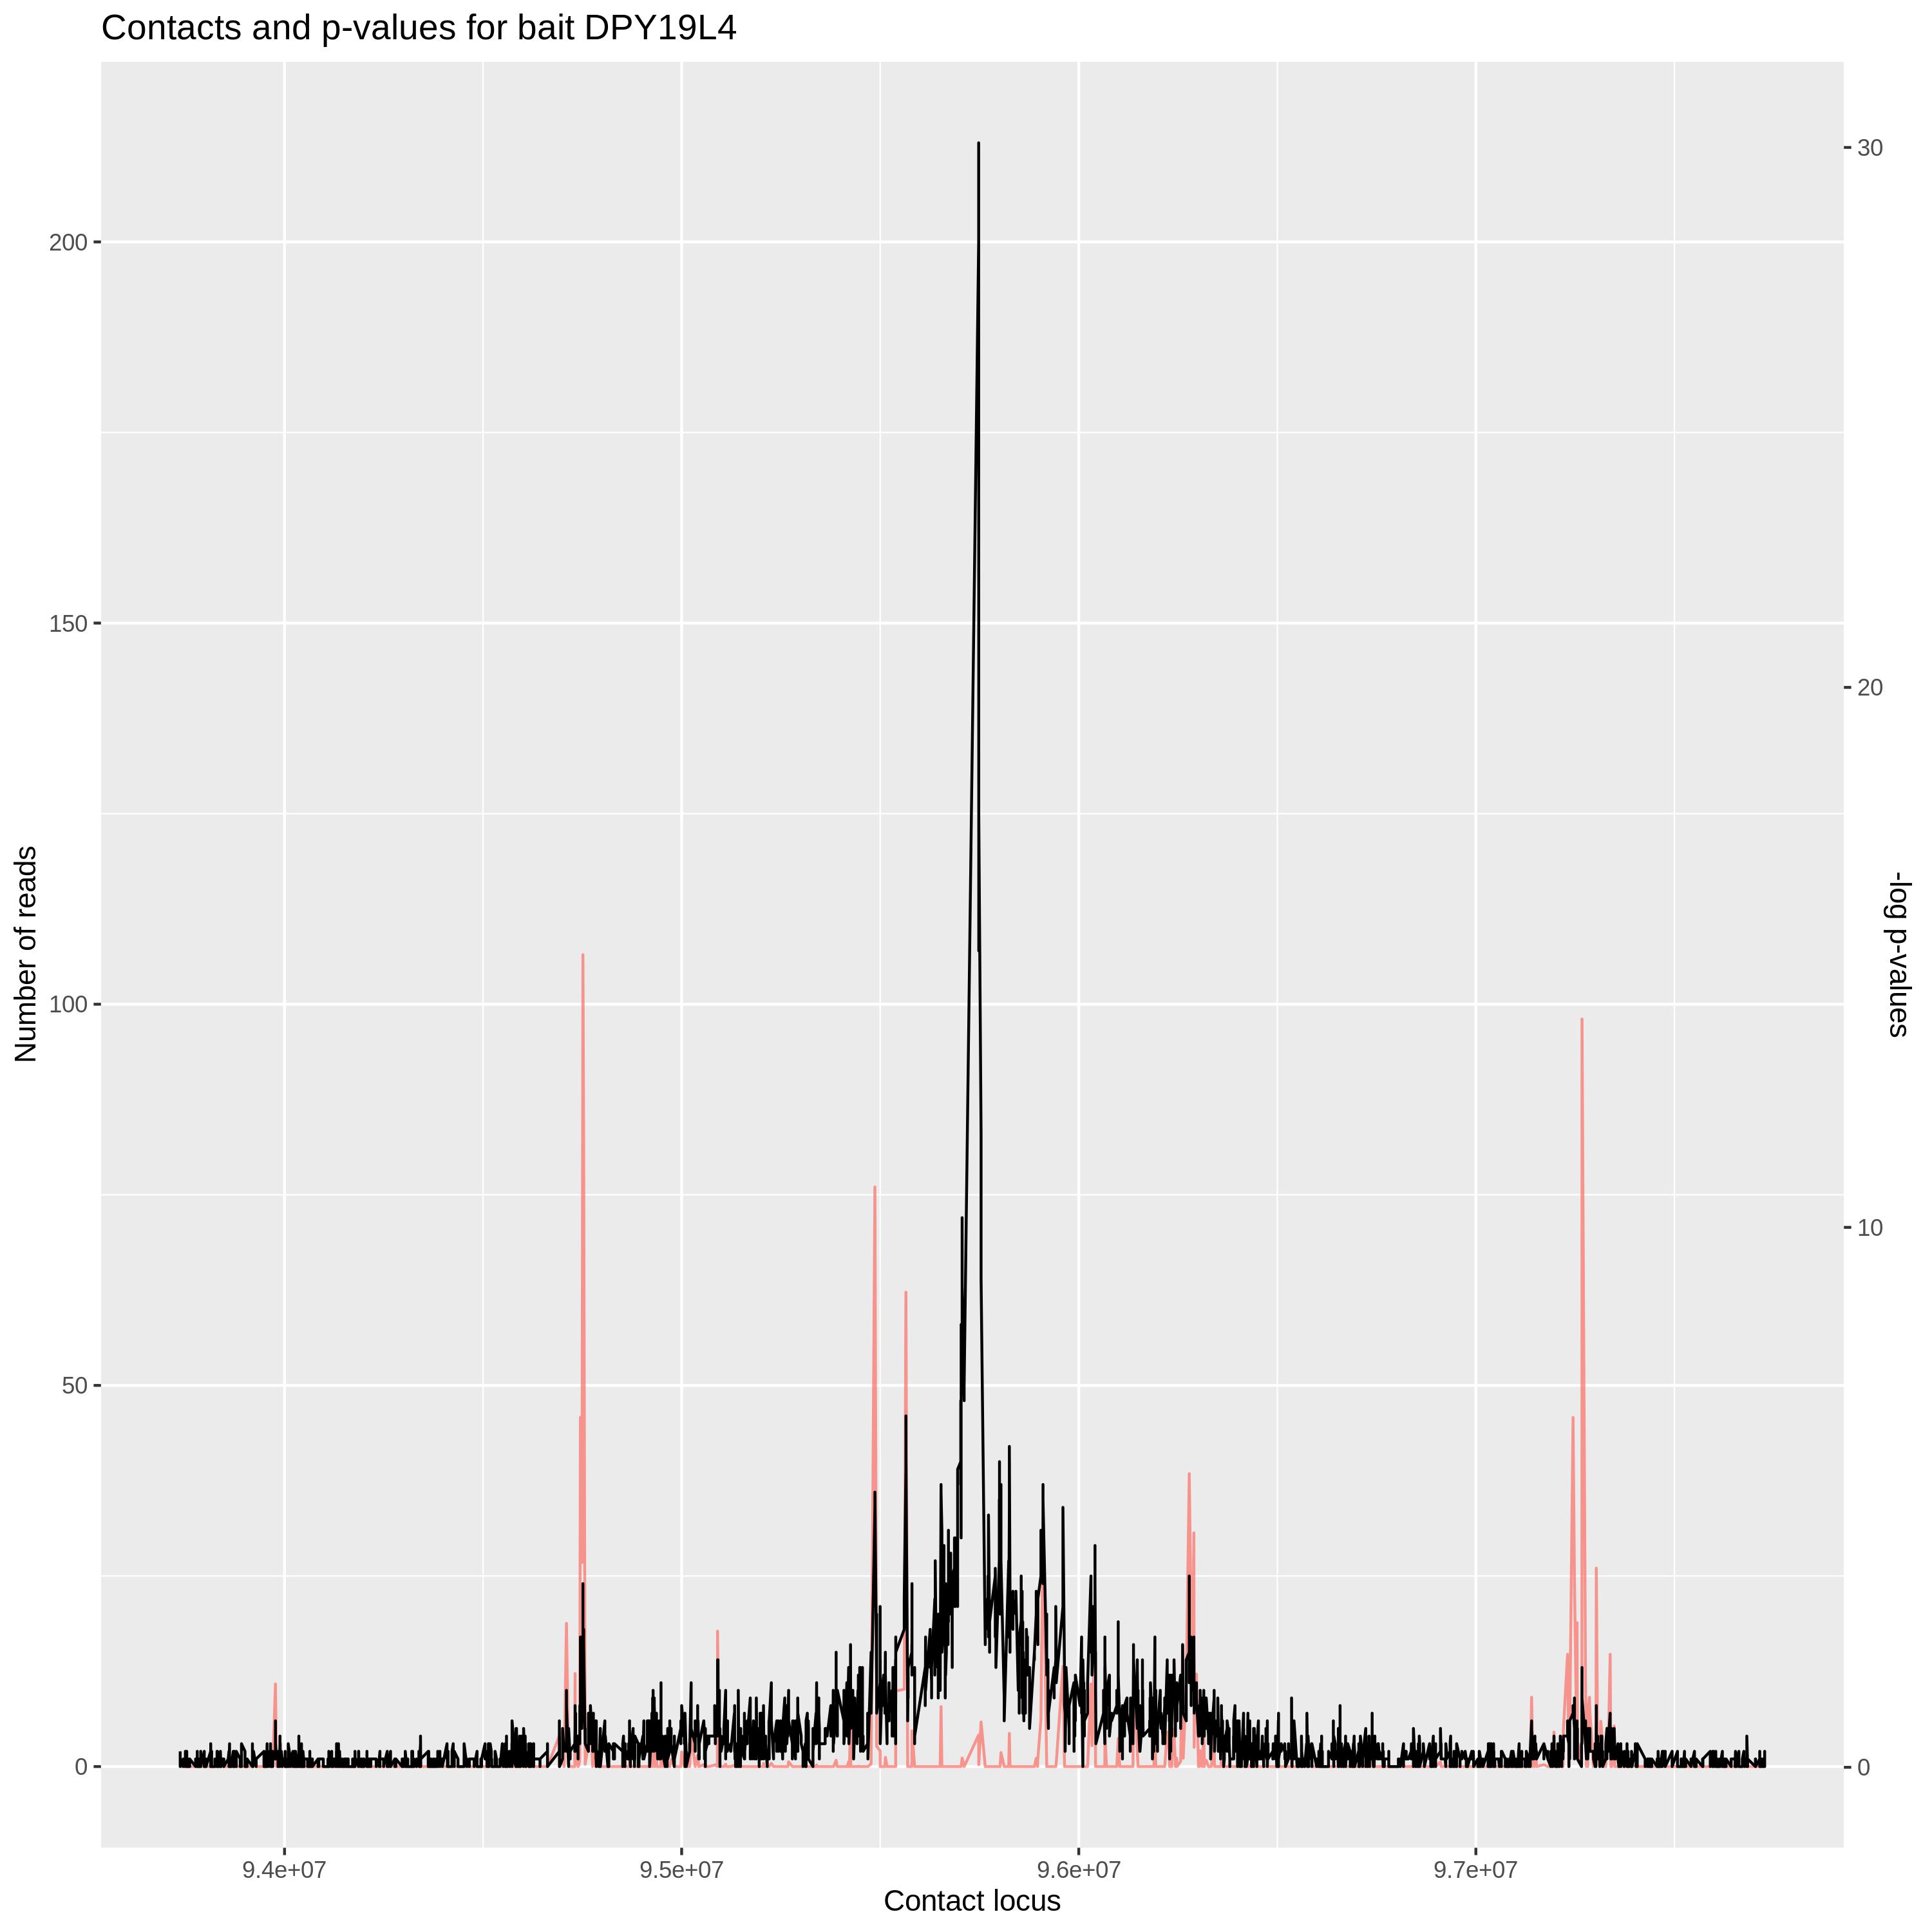 Contacts and p-values for bait DPY19L4
Number of reads
200
150
100
50
0
30
20
10
0
-log p-values
9.4e+07
9.5e+07
9.6e+07
9.7e+07
Contact locus